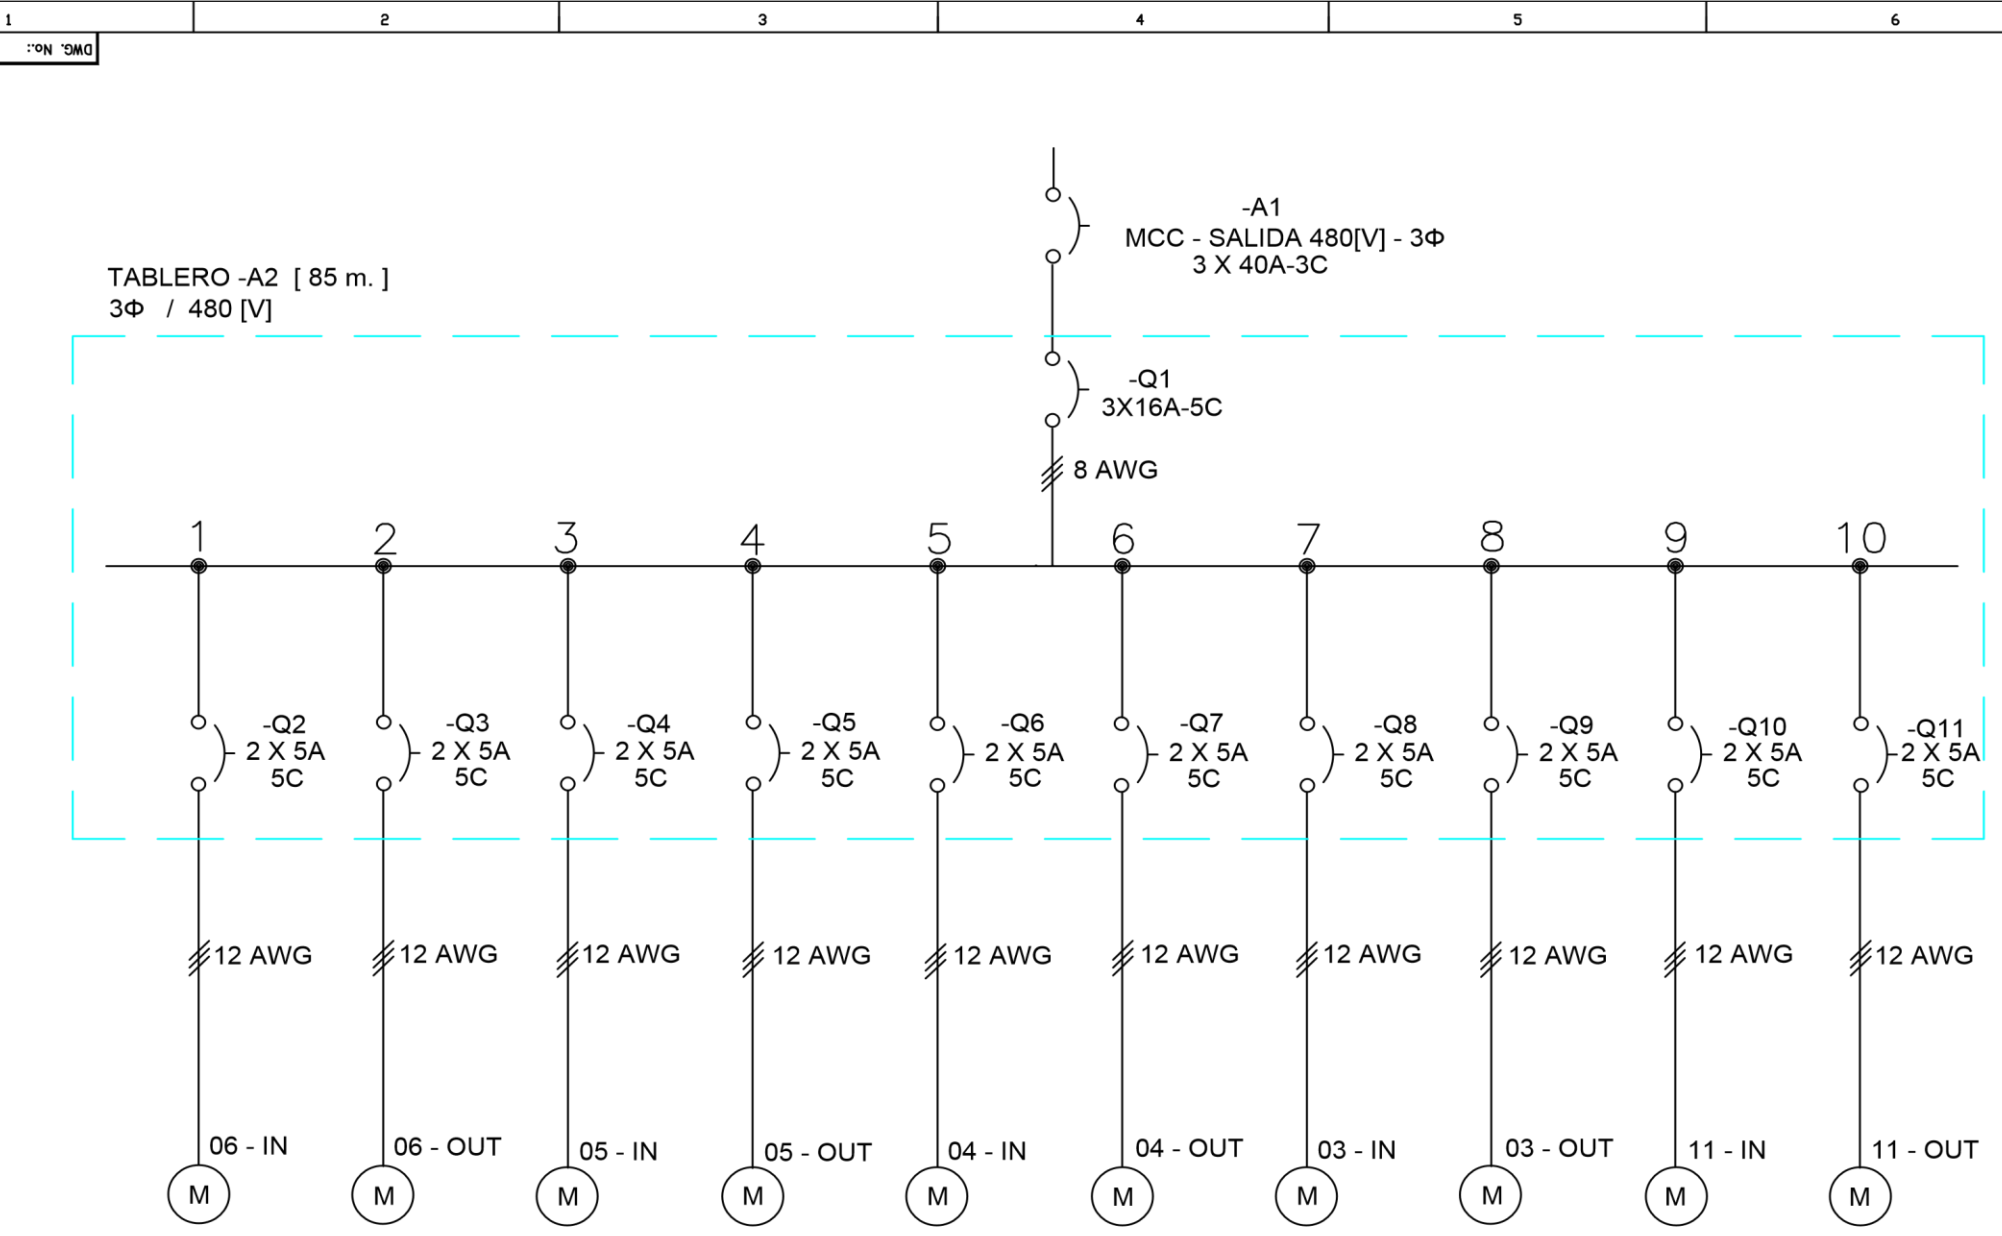 1 2 3 4 5 6
DWG. No.:
-A1
MCC - SALIDA 480[V] - 3Φ
3 X 40A-3C
TABLERO -A2 [ 85 m. ]
3Φ / 480 [V]
-Q1
3X16A-5C
8 AWG
1 2 3 4 5 6 7 8 9 10
-Q2 -Q3 -Q4 -Q5 -Q6 -Q7 -Q8 -Q9 -Q10 -Q11
2 X 5A 2 X 5A 2 X 5A 2 X 5A 2 X 5A 2 X 5A 2 X 5A 2 X 5A 2 X 5A 2 X 5A
5C 5C 5C 5C 5C 5C 5C 5C 5C 5C
12 AWG 12 AWG 12 AWG 12 AWG 12 AWG 12 AWG 12 AWG 12 AWG 12 AWG 12 AWG
06 - IN 06 - OUT 05 - IN 05 - OUT 04 - IN 04 - OUT 03 - IN 03 - OUT 11 - IN 11 - OUT
M M M M M M M M M M